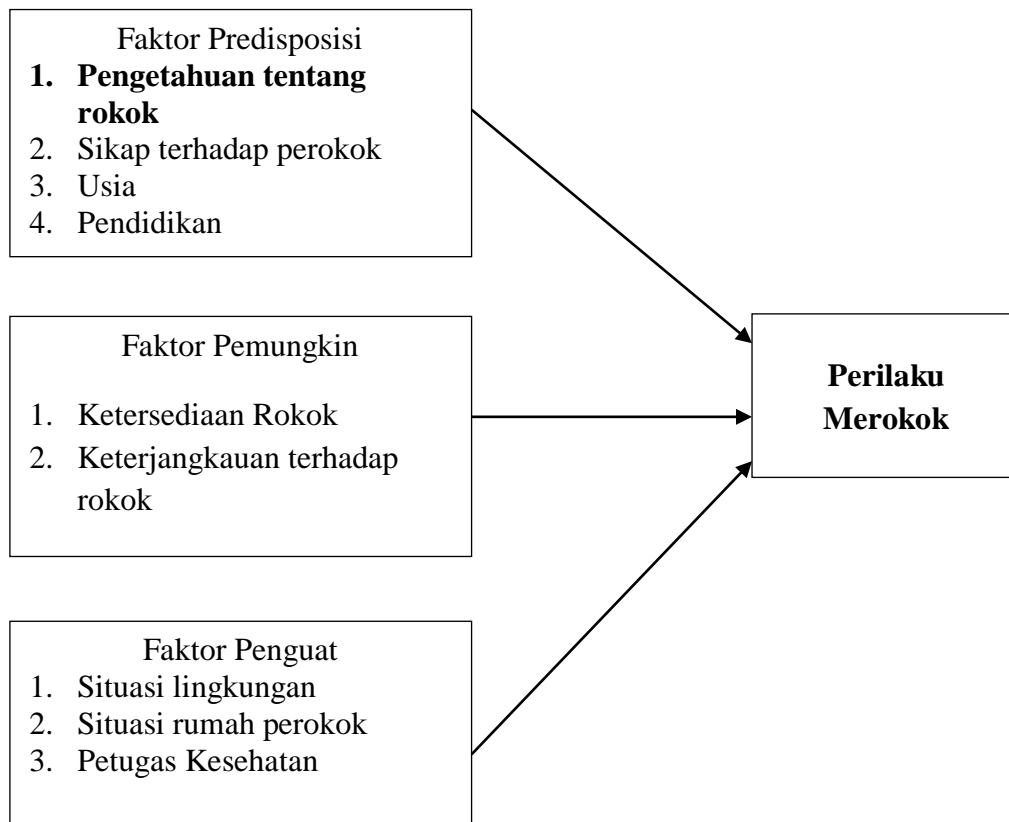 Faktor Predisposisi
1. Pengetahuan tentang
rokok
2. Sikap terhadap perokok
3. Usia
4. Pendidikan
Faktor Pemungkin
1. Ketersediaan Rokok
2. Keterjangkauan terhadap
rokok
Perilaku
Merokok
Faktor Penguat
1. Situasi lingkungan
2. Situasi rumah perokok
3. Petugas Kesehatan